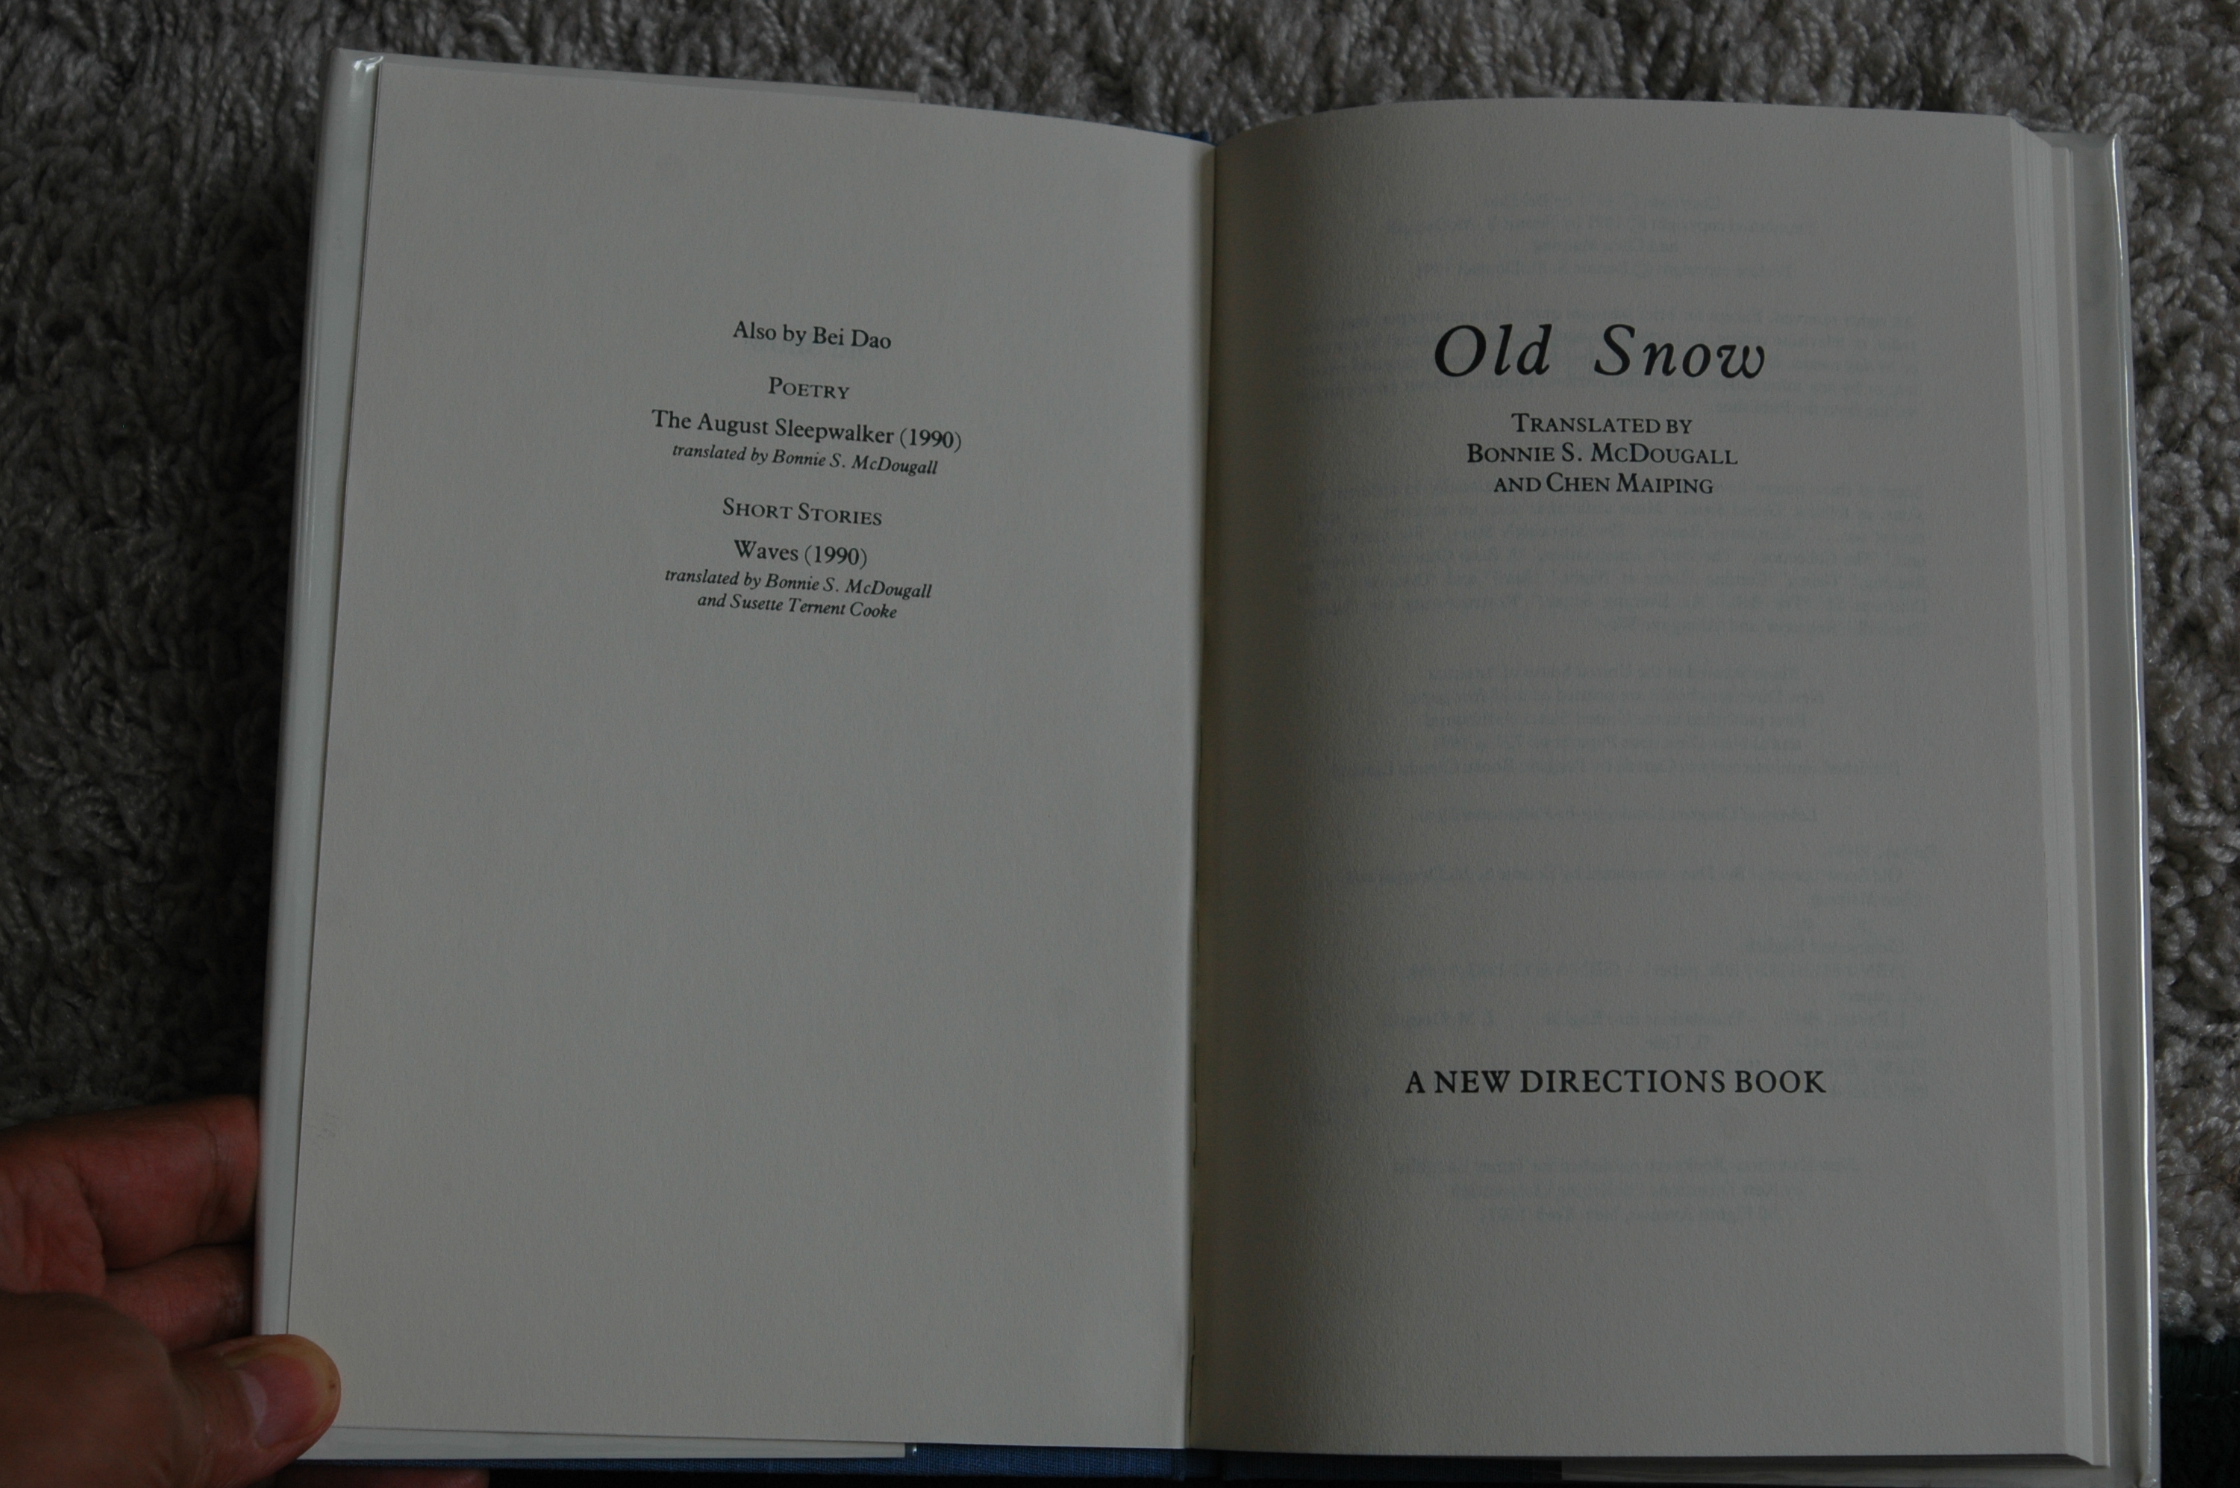 Also by Bei Dao
POETRY
The August Sleepwalker (1990)
translated by Bonnie S. McDougall
SHORT STORIES
Waves (1990)
translated by Bonnie S. McDougall
and Susette Ternent Cooke
Old Snow
TRANSLATED BY
BONNIE S. MCDOUGALL
AND CHEN MAIPING
A NEW DIRECTIONS BOOK